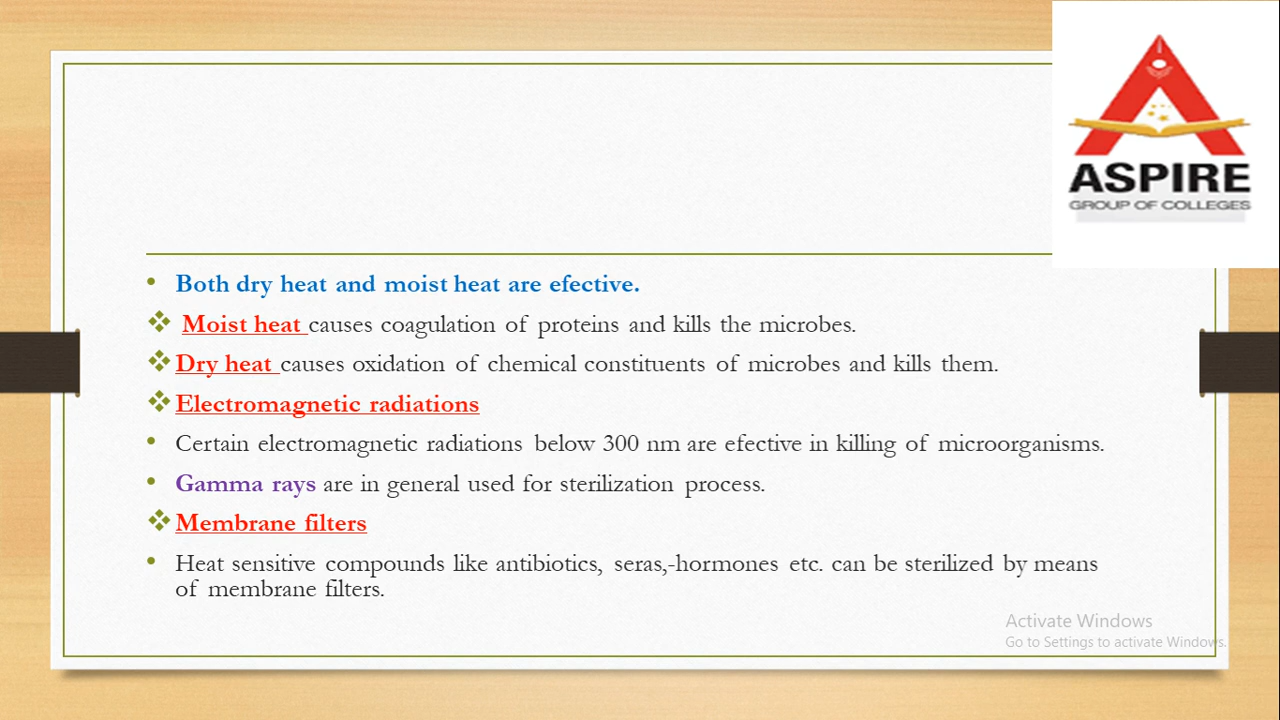 ASPIRE
GROUP OF COLLEGES
• Both dry heat and moist heat are efective.
❖ Moist heat causes coagulation of proteins and kills the microbes.
❖ Dry heat causes oxidation of chemical constituents of microbes and kills them.
❖ Electromagnetic radiations
• Certain electromagnetic radiations below 300 nm are efective in killing of microorganisms.
• Gamma rays are in general used for sterilization process.
❖ Membrane filters
• Heat sensitive compounds like antibiotics, seras,-hormones etc. can be sterilized by means
of membrane filters.
Activate Windows
Go to Settings to activate Windows.